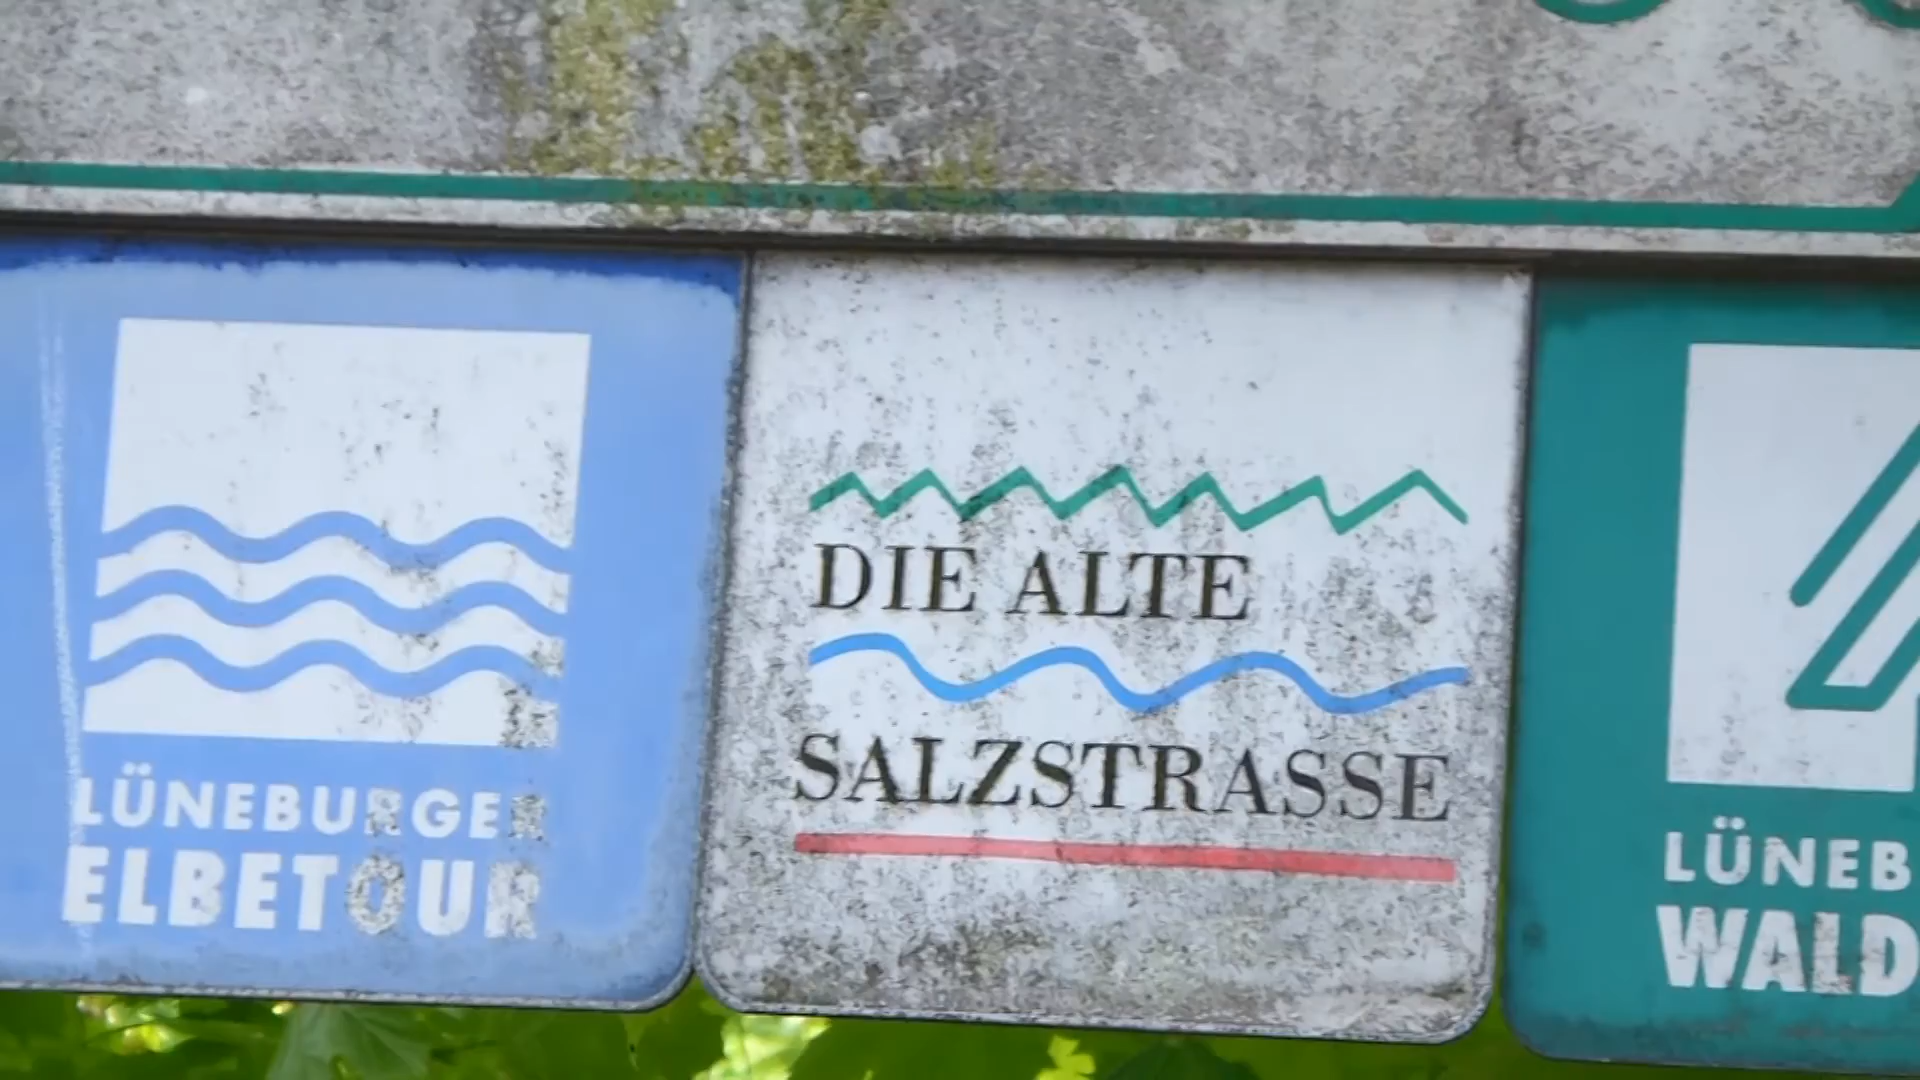 LÜNEBURGER
ELBETOUR
DIE ALTE
SALZSTRASSE
LÜNEB
WALD